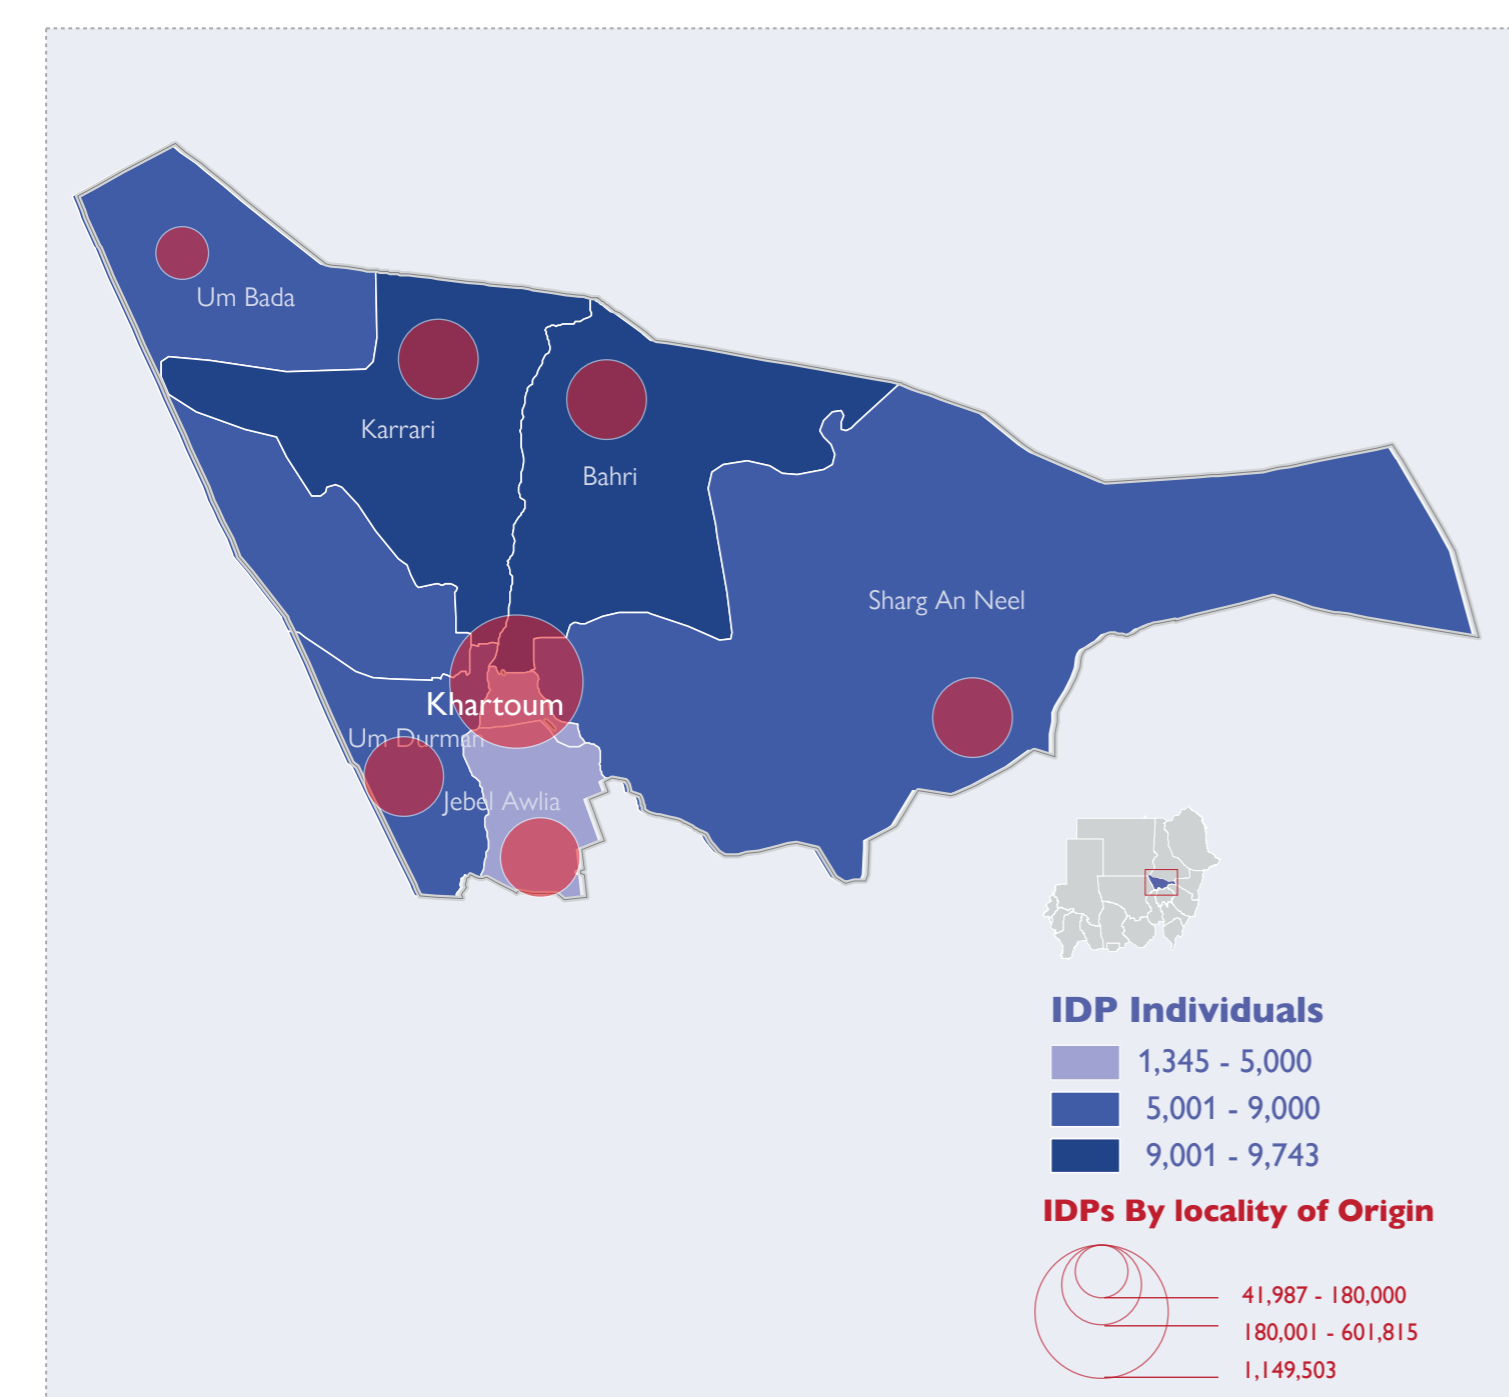 Um Bada
Karrari
Bahri
Sharg An Neel
Khartoum
Um Durman
Jebel Awlia
IDP Individuals
1,345 - 5,000
5,001 - 9,000
9,001 - 9,743
IDPs By locality of Origin
41,987 - 180,000
180,001 - 601,815
1,149,503